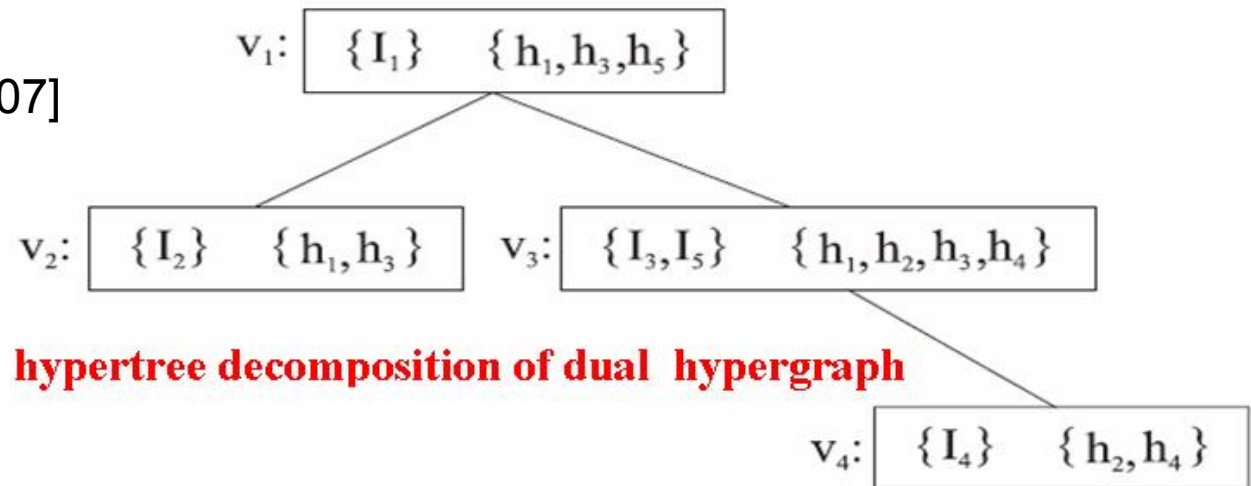 v₁: {I₁} {h₁,h₃,h₅}
07]
v₂: {I₂} {h₁,h₃} v₃: {I₃,I₅} {h₁,h₂,h₃,h₄}
hypertree decomposition of dual hypergraph
v₄: {I₄} {h₂,h₄}